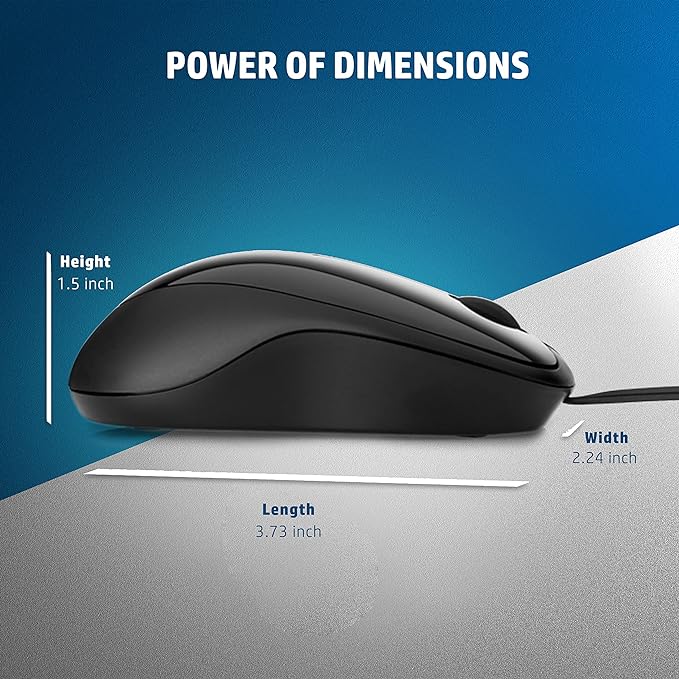 POWER OF DIMENSIONS
Height
1.5 inch
Width
2.24 inch
Length
3.73 inch